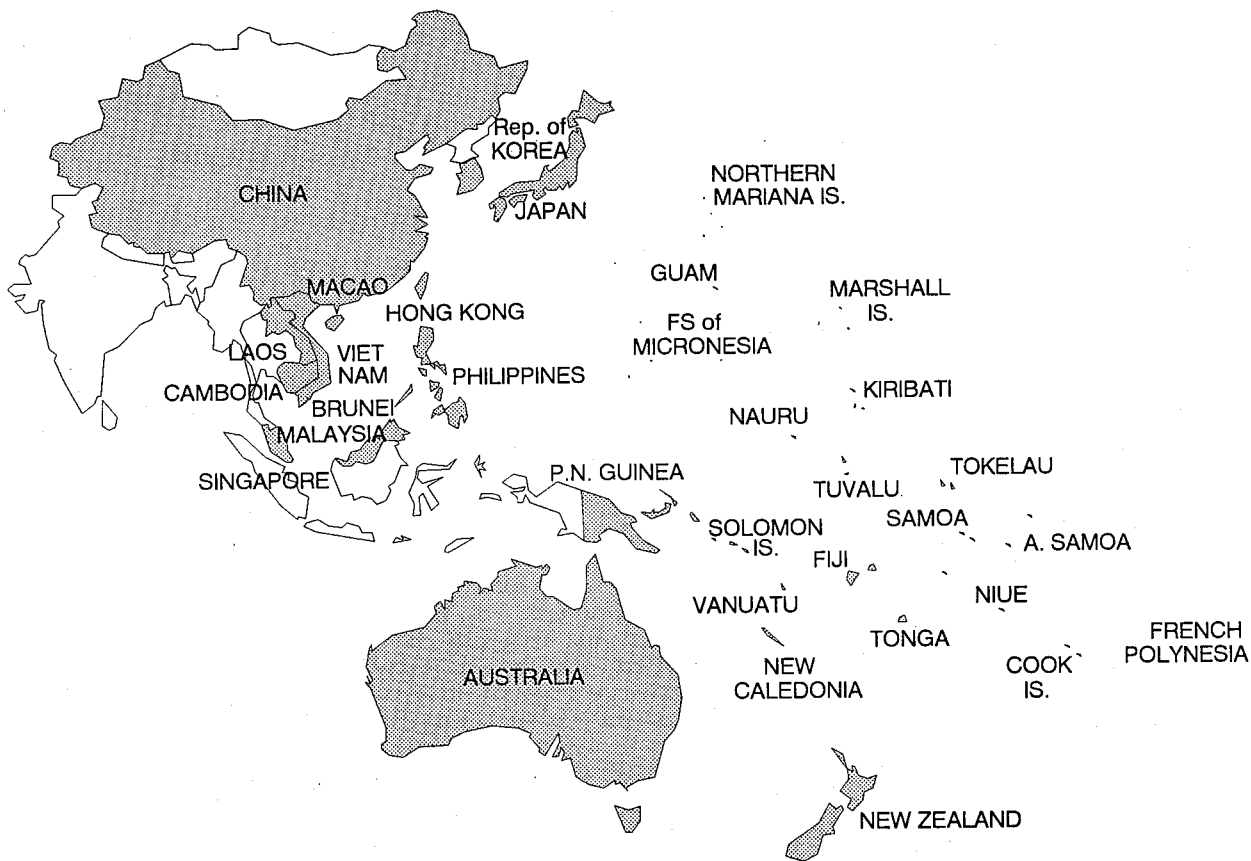 Rep. of
KOREA
CHINA
JAPAN
NORTHERN
MARIANA IS.
MACAO
HONG KONG
GUAM
MARSHALL
IS.
FS of
MICRONESIA
LAOS
VIET
NAM
CAMBODIA
PHILIPPINES
BRUNEI
KIRIBATI
NAURU
MALAYSIA
SINGAPORE
P.N. GUINEA
TOKELAU
TUVALU
SAMOA
SOLOMON
IS.
A. SAMOA
FIJI
VANUATU
NIUE
TONGA
FRENCH
POLYNESIA
AUSTRALIA
NEW
CALEDONIA
COOK
IS.
NEW ZEALAND